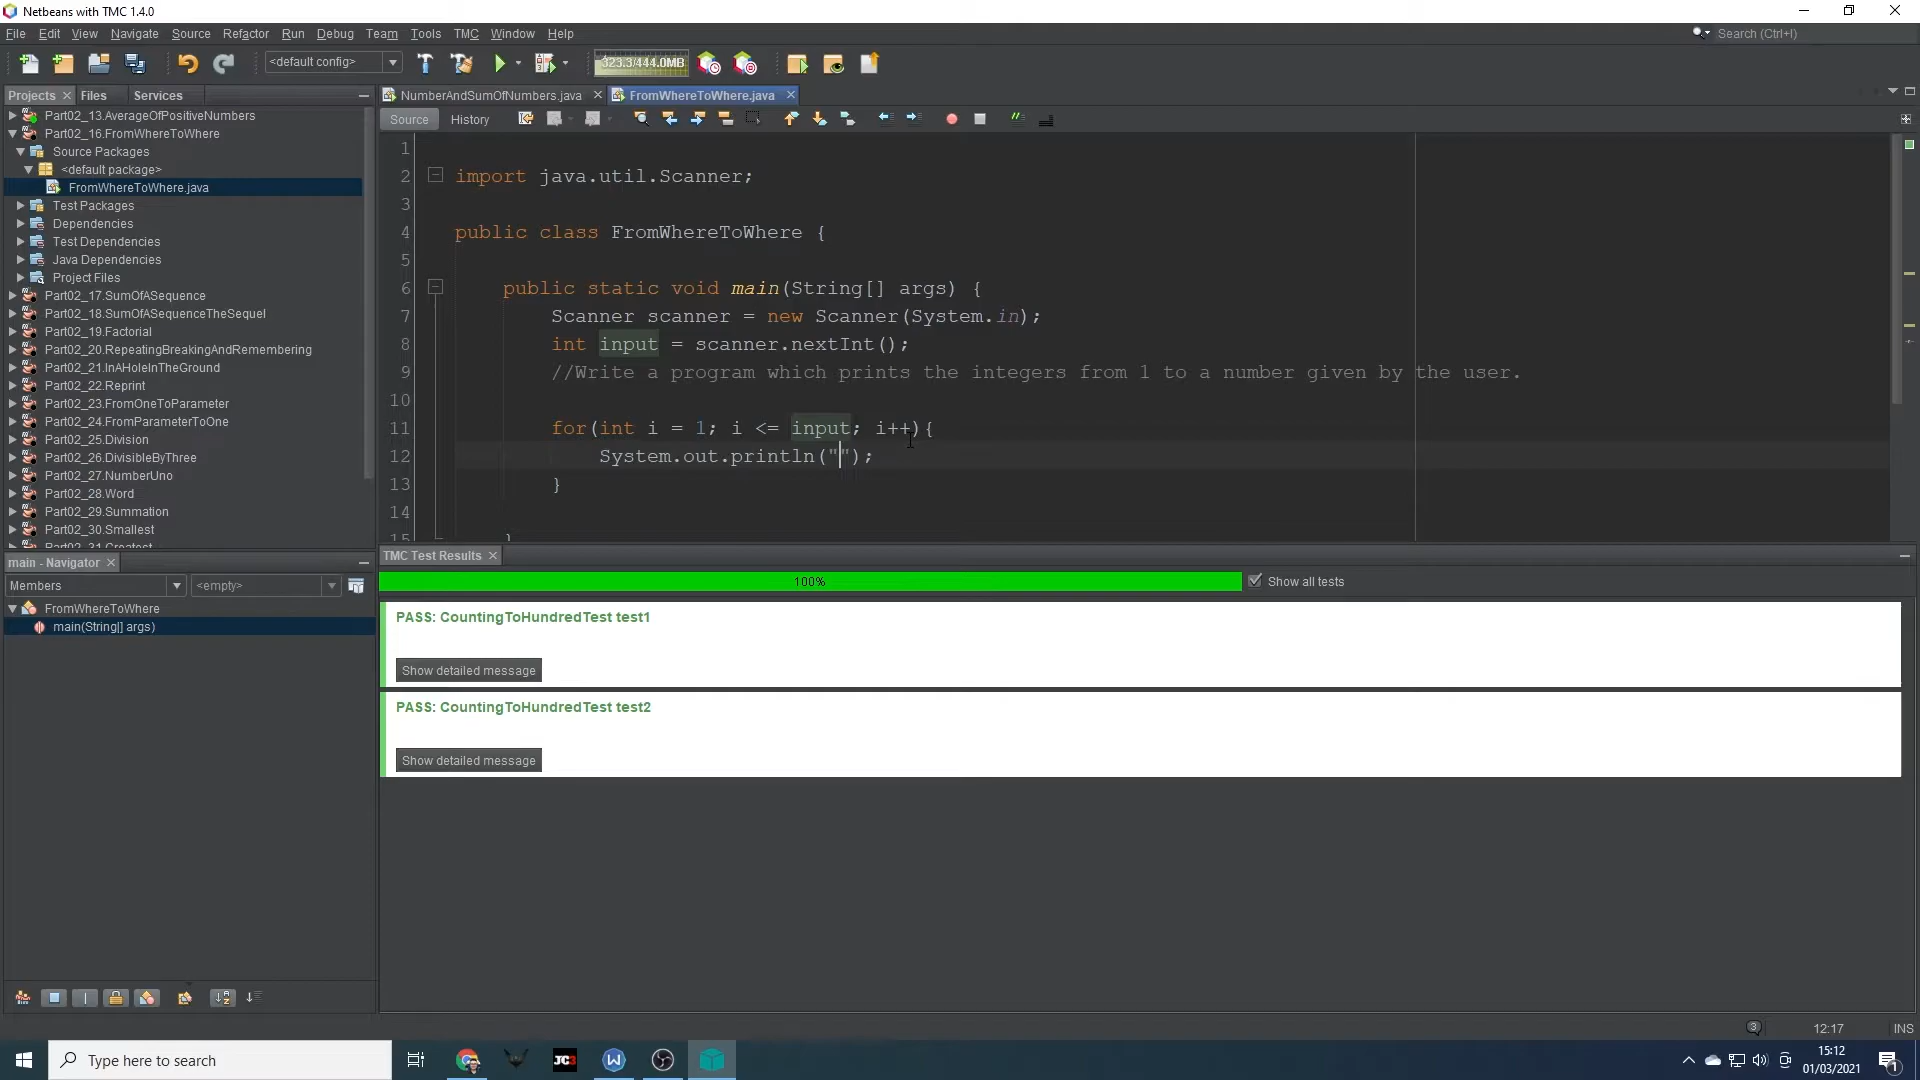 Netbeans with TMC 1.4.0
File Edit View Navigate Source Refactor Run Debug Team Tools TMC Window Help
Search (Ctrl+I)
<default config>
323.3/444.0MB
Projects Files Services
Part02_13.AverageOfPositiveNumbers
Part02_16.FromWhereToWhere
Source Packages
<default package>
FromWhereToWhere.java
Test Packages
Dependencies
Test Dependencies
Java Dependencies
Project Files
Part02_17.SumOfASequence
Part02_18.SumOfASequenceTheSequel
Part02_19.Factorial
Part02_20.RepeatingBreakingAndRemembering
Part02_21.InAHoleInTheGround
Part02_22.Reprint
Part02_23.FromOneToParameter
Part02_24.FromParameterToOne
Part02_25.Division
Part02_26.DivisibleByThree
Part02_27.NumberUno
Part02_28.Word
Part02_29.Summation
Part02_30.Smallest
Part02_31.Greatest
main - Navigator
Members
<empty>
FromWhereToWhere
main(String[] args)
NumberAndSumOfNumbers.java FromWhereToWhere.java
Source History
1
2 import java.util.Scanner;
3
4 public class FromWhereToWhere {
5
6 public static void main(String[] args) {
7 Scanner scanner = new Scanner(System.in);
8 int input = scanner.nextInt();
9 //Write a program which prints the integers from 1 to a number given by the user.
10
11 for(int i = 1; i <= input; i++){
12 System.out.println("");
13 }
14
15 }
TMC Test Results
100%
Show all tests
PASS: CountingToHundredTest test1
Show detailed message
PASS: CountingToHundredTest test2
Show detailed message
3
12:17
INS
Type here to search
JC3
W
15:12
01/03/2021
1